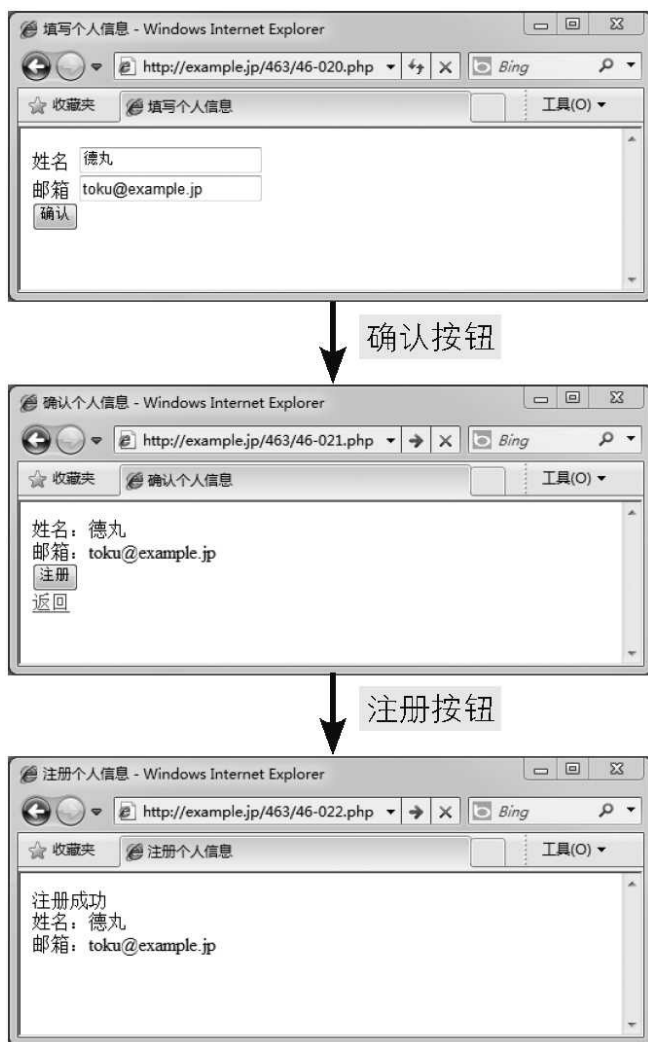 填写个人信息 - Windows Internet Explorer
http://example.jp/463/46-020.php Bing
收藏夹 填写个人信息 工具(O)
姓名 德丸
邮箱 toku@example.jp
确认
确认按钮
确认个人信息 - Windows Internet Explorer
http://example.jp/463/46-021.php Bing
收藏夹 确认个人信息 工具(O)
姓名：德丸
邮箱：toku@example.jp
注册
返回
注册按钮
注册个人信息 - Windows Internet Explorer
http://example.jp/463/46-022.php Bing
收藏夹 注册个人信息 工具(O)
注册成功
姓名：德丸
邮箱：toku@example.jp